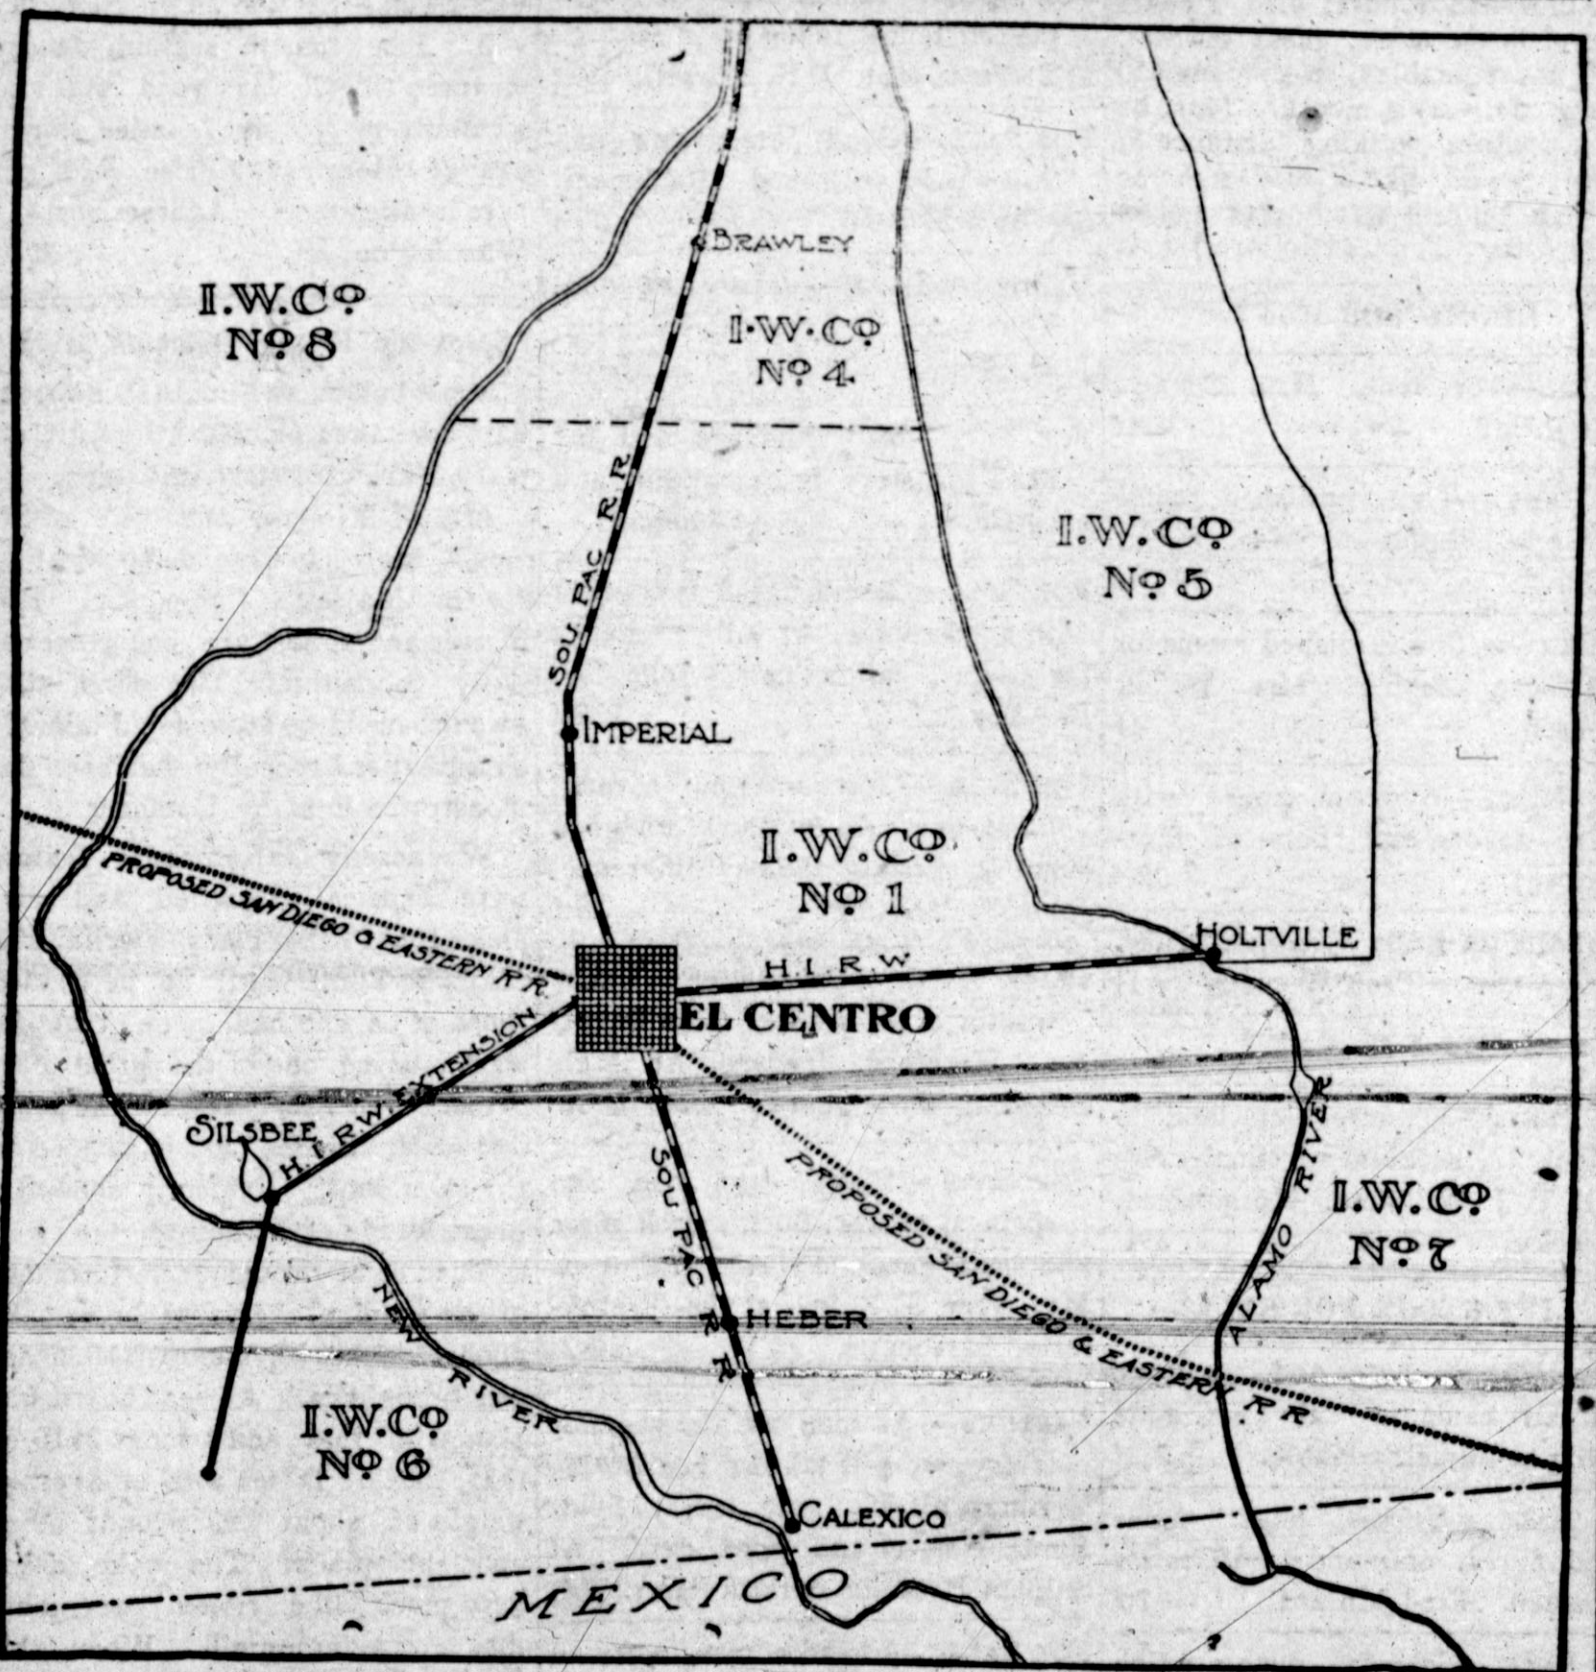 BRAWLEY
I.W.Co
No 8
I.W.Co
No 4
SOU PAC R R
I.W.Co
No 5
IMPERIAL
I.W.Co
No 1
PROPOSED SAN DIEGO & EASTERN R R.
HOLTVILLE
H. I. R. W
EL CENTRO
H. I. R.W. EXTENSION
SILSBEE
SOU PAC R R
PROPOSED SAN DIEGO & EASTERN R R
ALAMO RIVER
I.W.Co
No 7
NEW RIVER
HEBER
I.W.Co
No 6
CALEXICO
MEXICO